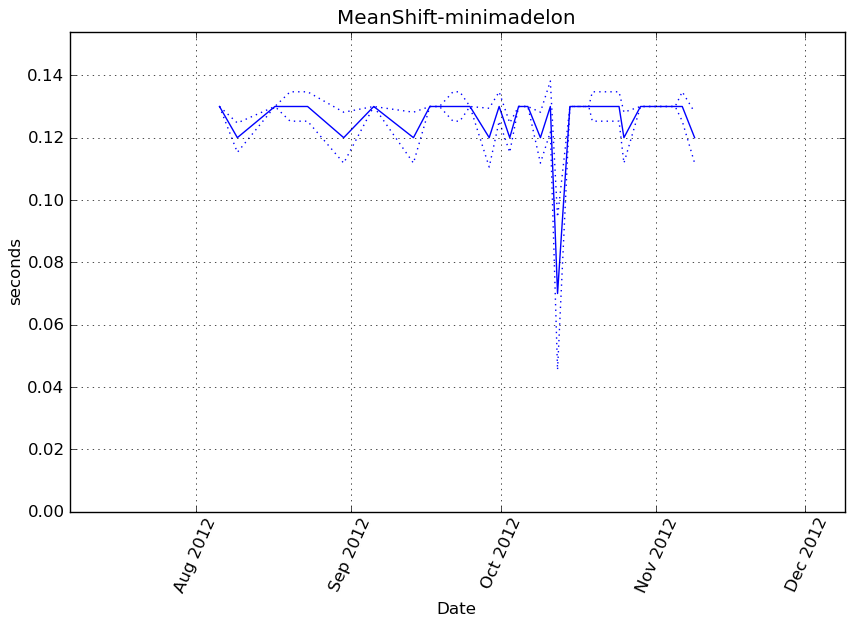 MeanShift-minimadelon
0.14
0.12
0.10
0.08
0.06
0.04
0.02
0.00
seconds
Aug 2012
Sep 2012
Oct 2012
Nov 2012
Dec 2012
Date